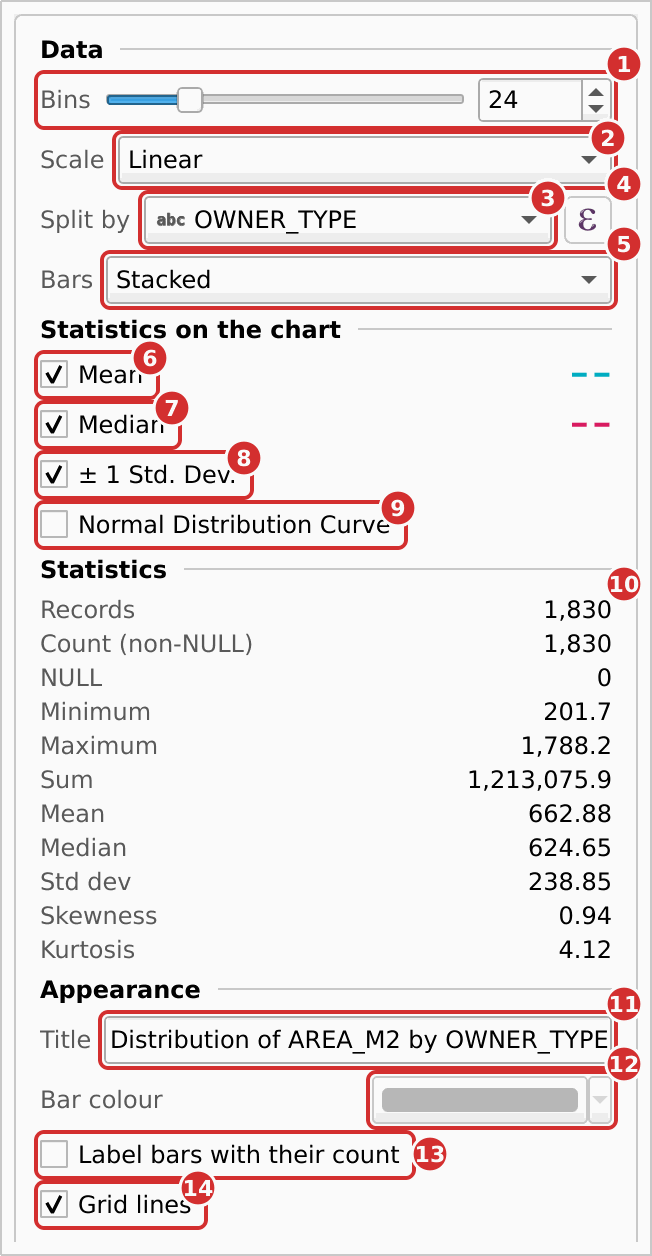 Data
1
Bins 24
2
Scale Linear
4
3
Split by abc OWNER_TYPE ε
5
Bars Stacked
Statistics on the chart
6
Mean
7
Median
8
± 1 Std. Dev.
9
Normal Distribution Curve
Statistics
10
Records 1,830
Count (non-NULL) 1,830
NULL 0
Minimum 201.7
Maximum 1,788.2
Sum 1,213,075.9
Mean 662.88
Median 624.65
Std dev 238.85
Skewness 0.94
Kurtosis 4.12
Appearance
11
Title Distribution of AREA_M2 by OWNER_TYPE
12
Bar colour
Label bars with their count 13
14
Grid lines